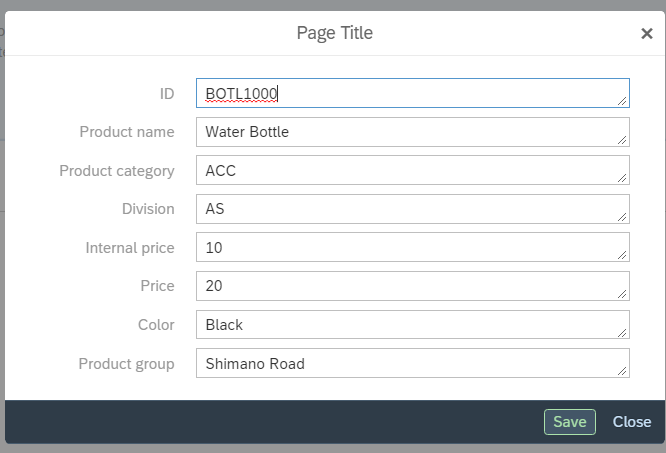 Page Title
ID BOTL1000
Product name Water Bottle
Product category ACC
Division AS
Internal price 10
Price 20
Color Black
Product group Shimano Road
Save Close